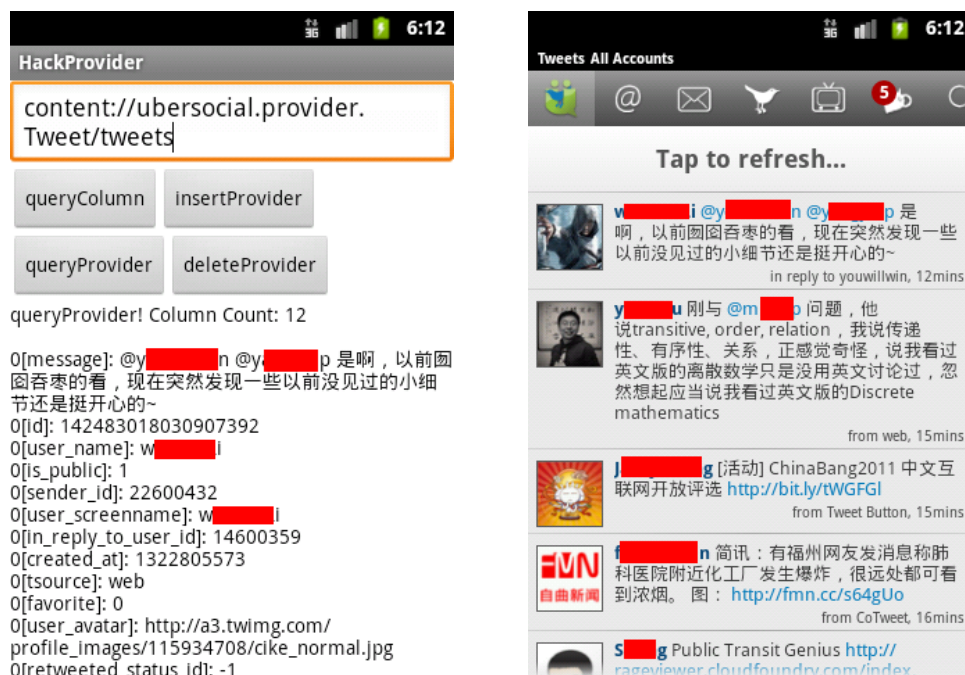 3G 6:12
HackProvider
content://ubersocial.provider.
Tweet/tweets
queryColumn insertProvider
queryProvider deleteProvider
queryProvider! Column Count: 12
0[message]: @y n @y p 是啊，以前囫
囵吞枣的看，现在突然发现一些以前没见过的小细
节还是挺开心的~
0[id]: 142483018030907392
0[user_name]: w i
0[is_public]: 1
0[sender_id]: 22600432
0[user_screenname]: w i
0[in_reply_to_user_id]: 14600359
0[created_at]: 1322805573
0[tsource]: web
0[favorite]: 0
0[user_avatar]: http://a3.twimg.com/
profile_images/115934708/cike_normal.jpg
0[retweeted_status_id]: -1
3G 6:12
Tweets All Accounts
@ 5
Tap to refresh...
w i @y n @y p 是
啊，以前囫囵吞枣的看，现在突然发现一些
以前没见过的小细节还是挺开心的~
in reply to youwillwin, 12mins
y u 刚与 @m p 问题，他
说transitive, order, relation，我说传递
性、有序性、关系，正感觉奇怪，说我看过
英文版的离散数学只是没用英文讨论过，忽
然想起应当说我看过英文版的Discrete
mathematics
from web, 15mins
J g [活动] ChinaBang2011 中文互
联网开放评选 http://bit.ly/tWGFGl
from Tweet Button, 15mins
FMN
自曲新闻
f n 简讯：有福州网友发消息称肺
科医院附近化工厂发生爆炸，很远处都可看
到浓烟。 图： http://fmn.cc/s64gUo
from CoTweet, 16mins
S g Public Transit Genius http://
rageviewer.cloudfoundry.com/index